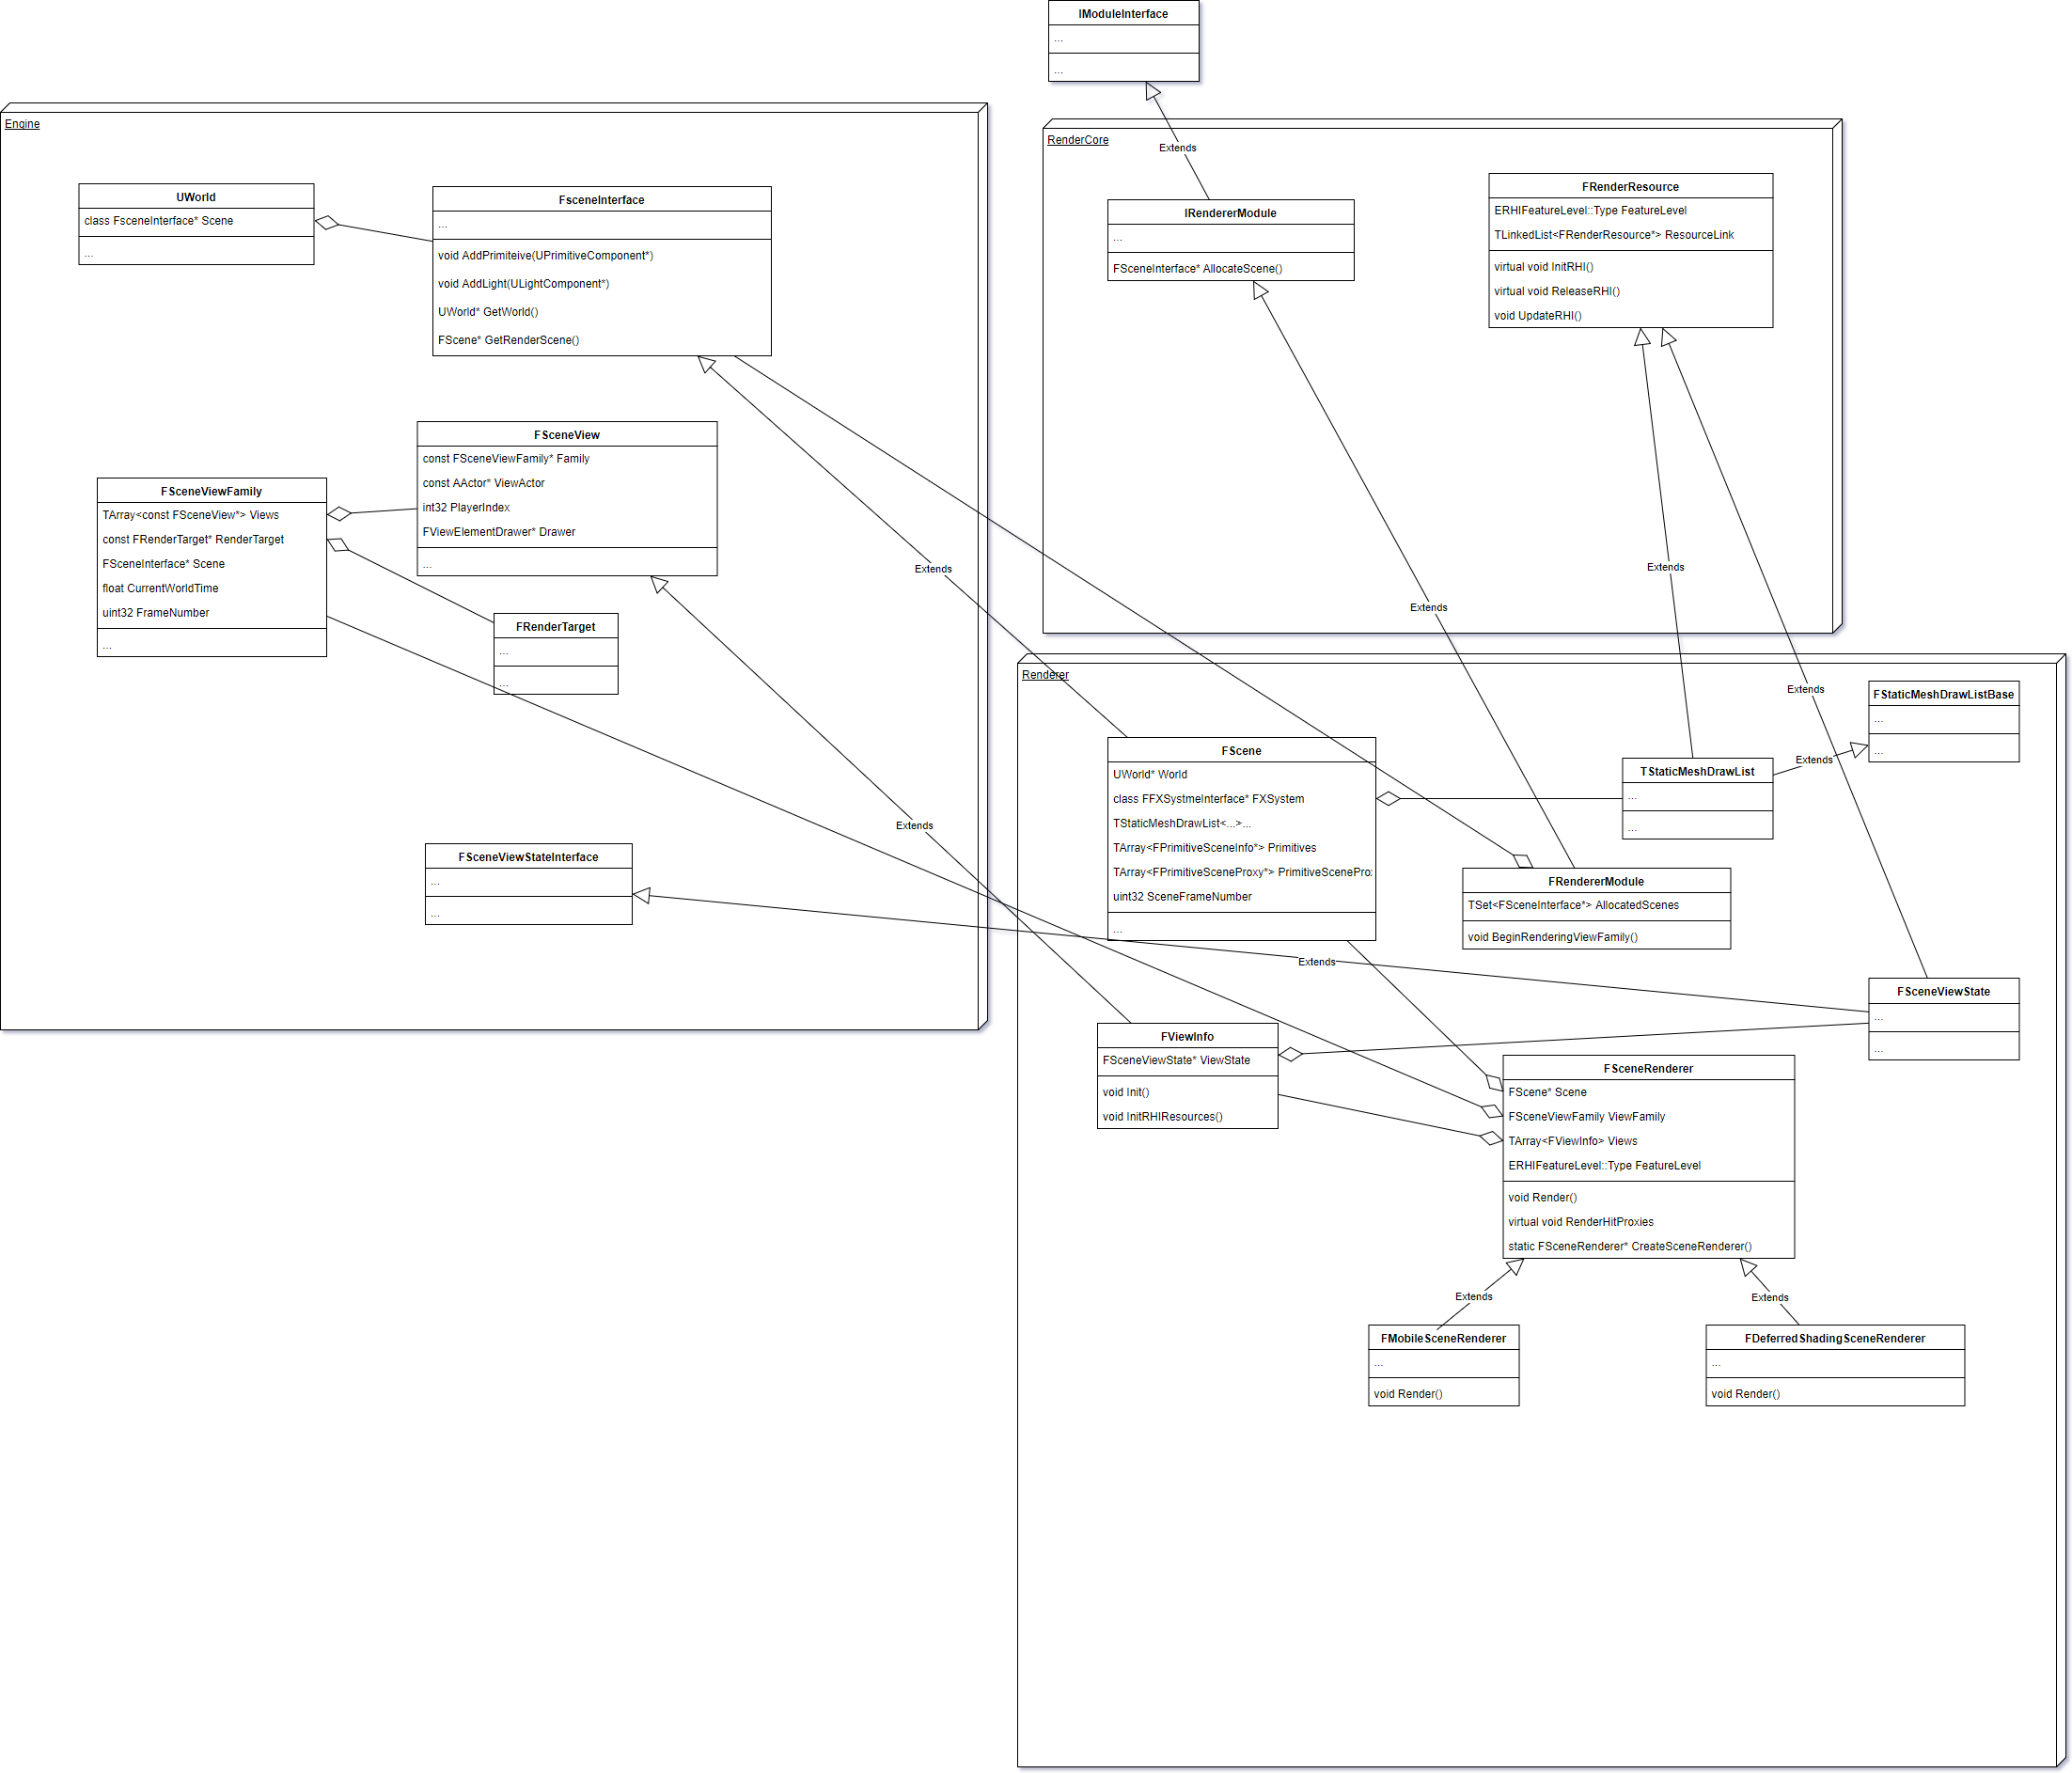 IModuleInterface
...
...
Extends
Engine
UWorld
class FsceneInterface* Scene
...
FsceneInterface
...
void AddPrimiteive(UPrimitiveComponent*)
void AddLight(ULightComponent*)
UWorld* GetWorld()
FScene* GetRenderScene()
FSceneView
const FSceneViewFamily* Family
const AActor* ViewActor
int32 PlayerIndex
FViewElementDrawer* Drawer
...
FSceneViewFamily
TArray<const FSceneView*> Views
const FRenderTarget* RenderTarget
FSceneInterface* Scene
float CurrentWorldTime
uint32 FrameNumber
...
FRenderTarget
...
...
FSceneViewStateInterface
...
...
Extends
Extends
RenderCore
IRendererModule
...
FSceneInterface* AllocateScene()
FRenderResource
ERHIFeatureLevel::Type FeatureLevel
TLinkedList<FRenderResource*> ResourceLink
virtual void InitRHI()
virtual void ReleaseRHI()
void UpdateRHI()
Extends
Extends
Extends
Renderer
FStaticMeshDrawListBase
...
...
Extends
TStaticMeshDrawList
...
...
FScene
UWorld* World
class FFXSystmeInterface* FXSystem
TStaticMeshDrawList<...>...
TArray<FPrimitiveSceneInfo*> Primitives
TArray<FPrimitiveSceneProxy*> PrimitiveSceneProx
uint32 SceneFrameNumber
...
FRendererModule
TSet<FSceneInterface*> AllocatedScenes
void BeginRenderingViewFamily()
Extends
FSceneViewState
...
...
FViewInfo
FSceneViewState* ViewState
void Init()
void InitRHIResources()
FSceneRenderer
FScene* Scene
FSceneViewFamily ViewFamily
TArray<FViewInfo> Views
ERHIFeatureLevel::Type FeatureLevel
void Render()
virtual void RenderHitProxies
static FSceneRenderer* CreateSceneRenderer()
Extends
Extends
FMobileSceneRenderer
...
void Render()
FDeferredShadingSceneRenderer
...
void Render()